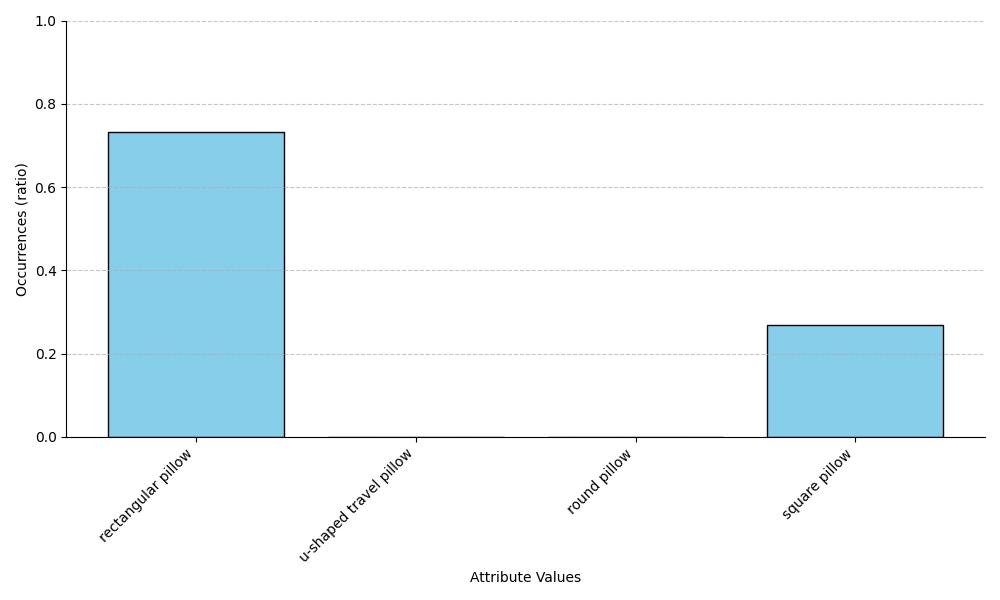 1.0
0.8
0.6
0.4
0.2
0.0
Occurrences (ratio)
rectangular pillow
u-shaped travel pillow
round pillow
square pillow
Attribute Values